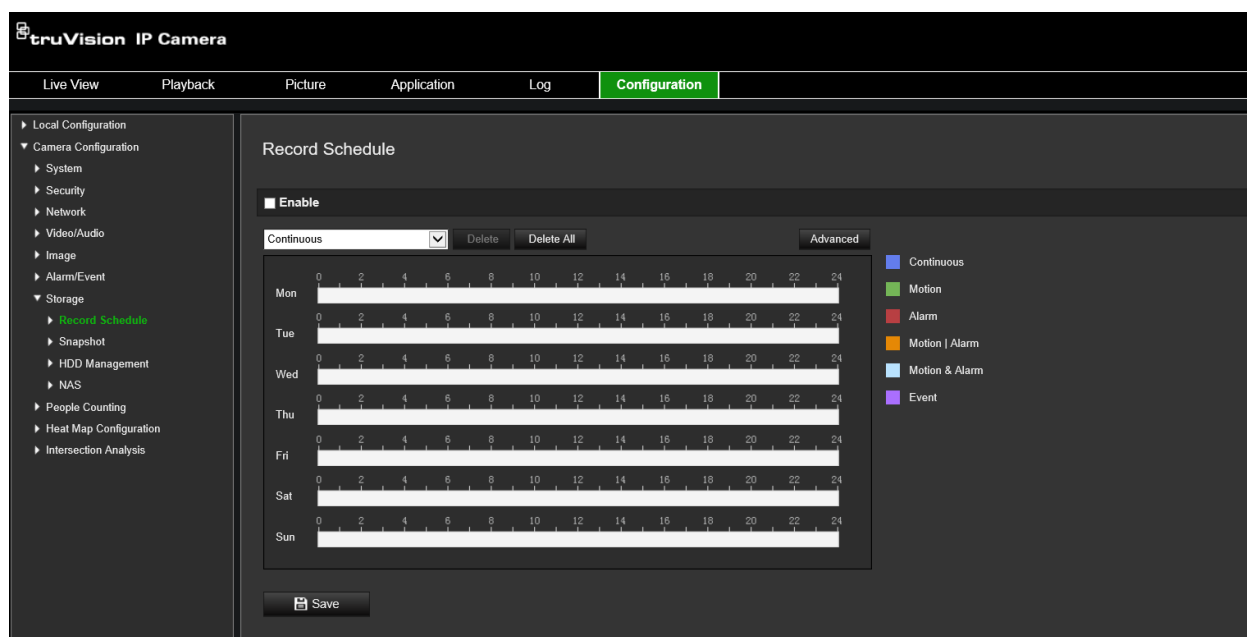 truVision IP Camera
Live View Playback Picture Application Log Configuration
Local Configuration
Camera Configuration
System
Security
Network
Video/Audio
Image
Alarm/Event
Storage
Record Schedule
Snapshot
HDD Management
NAS
People Counting
Heat Map Configuration
Intersection Analysis
Record Schedule
Enable
Continuous Delete Delete All Advanced
0 2 4 6 8 10 12 14 16 18 20 22 24
Mon
0 2 4 6 8 10 12 14 16 18 20 22 24
Tue
0 2 4 6 8 10 12 14 16 18 20 22 24
Wed
0 2 4 6 8 10 12 14 16 18 20 22 24
Thu
0 2 4 6 8 10 12 14 16 18 20 22 24
Fri
0 2 4 6 8 10 12 14 16 18 20 22 24
Sat
0 2 4 6 8 10 12 14 16 18 20 22 24
Sun
Continuous
Motion
Alarm
Motion | Alarm
Motion & Alarm
Event
Save